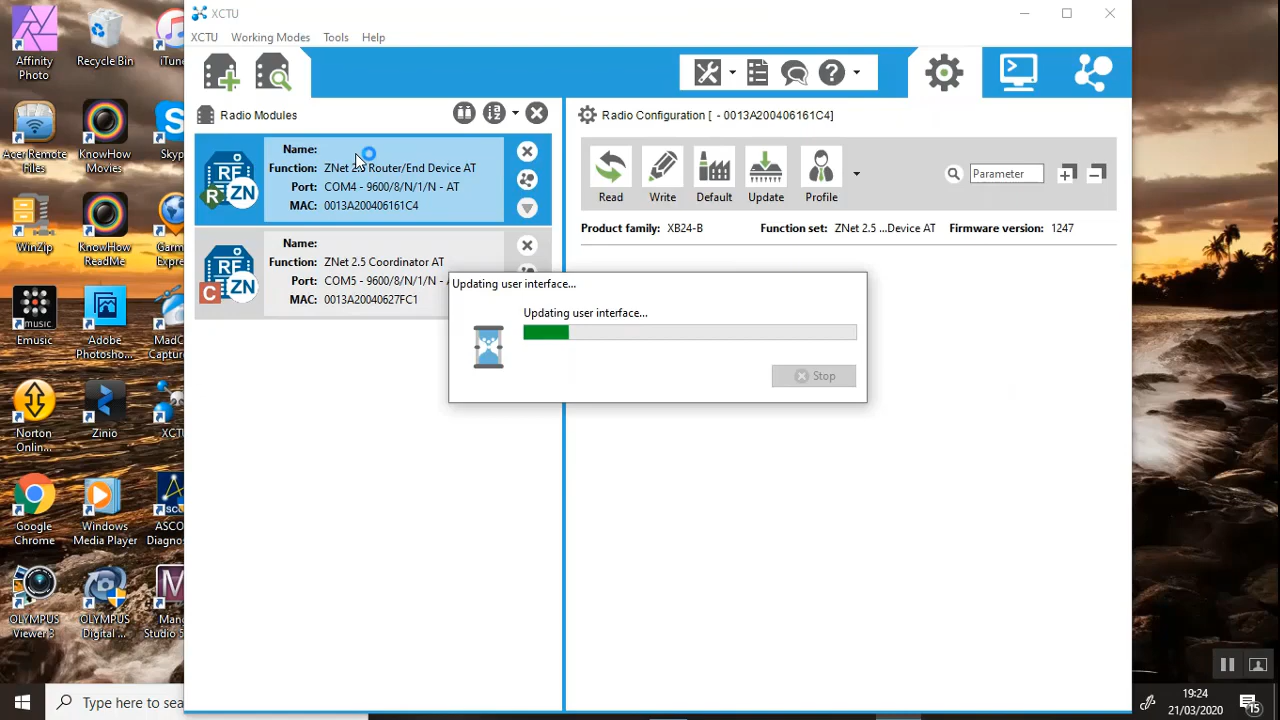 Affinity
Photo
Recycle Bin
iTun
Acer Remote
Files
KnowHow
Movies
Skyp
WinZip
KnowHow
ReadMe
Garm
Expre
Emusic
Adobe
Photosho...
MadC
Captur
Norton
Onlin...
Zinio
XCTU
Google
Chrome
Windows
Media Player
ASCO
Diagno
OLYMPUS
Viewer 3
OLYMPUS
Digital ...
Man
Studio 5
XCTU
XCTU Working Modes Tools Help
Radio Modules
Name:
Function: ZNet 2.5 Router/End Device AT
Port: COM4 - 9600/8/N/1/N - AT
MAC: 0013A200406161C4
Name:
Function: ZNet 2.5 Coordinator AT
Port: COM5 - 9600/8/N/1/N - A
MAC: 0013A20040627FC1
Radio Configuration [ - 0013A200406161C4]
Read Write Default Update Profile
Parameter
Product family: XB24-B Function set: ZNet 2.5 ...Device AT Firmware version: 1247
Updating user interface...
Updating user interface...
Stop
Type here to sea
19:24
21/03/2020
15